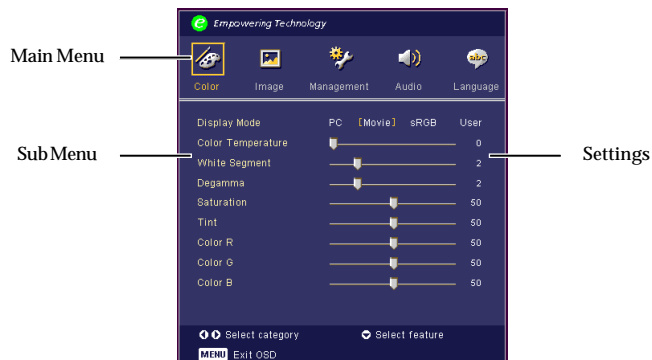 Empowering Technology
Main Menu
Color Image Management Audio Language
abc
Display Mode PC [Movie] sRGB User
Color Temperature 0
Sub Menu
White Segment 2
Settings
Degamma 2
Saturation 50
Tint 50
Color R 50
Color G 50
Color B 50
Select category Select feature
MENU Exit OSD